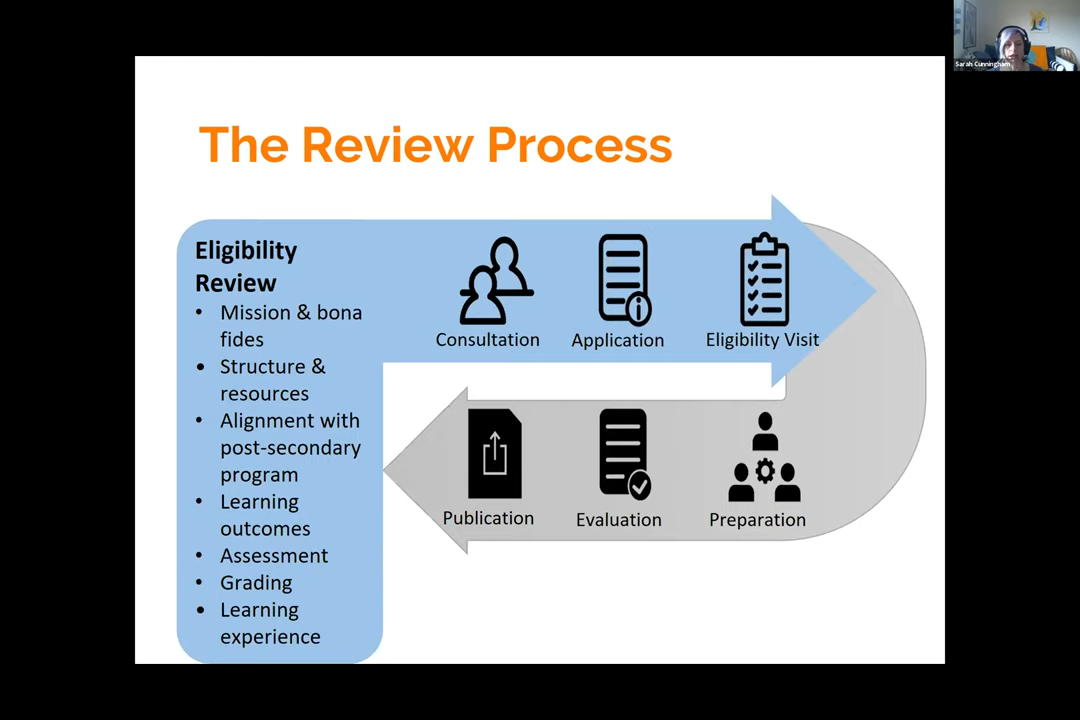 Sarah Cunningham
The Review Process
Eligibility
Review
• Mission & bona
fides
• Structure &
resources
• Alignment with
post-secondary
program
• Learning
outcomes
• Assessment
• Grading
• Learning
experience
Consultation
Application
Eligibility Visit
Preparation
Evaluation
Publication